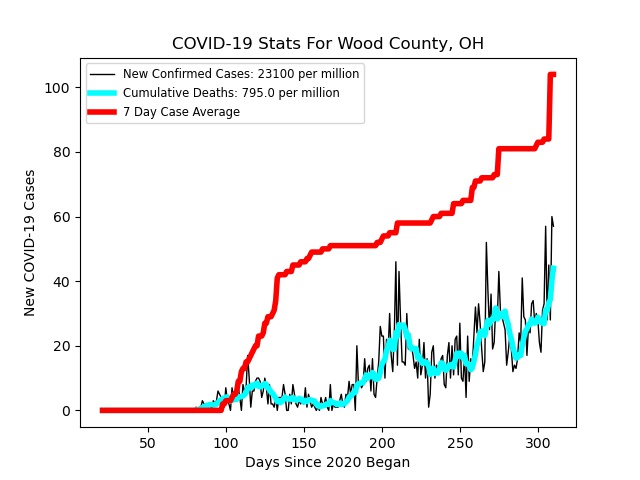 COVID-19 Stats For Wood County, OH
New Confirmed Cases: 23100 per million
Cumulative Deaths: 795.0 per million
7 Day Case Average
New COVID-19 Cases
100
80
60
40
20
0
50 100 150 200 250 300
Days Since 2020 Began